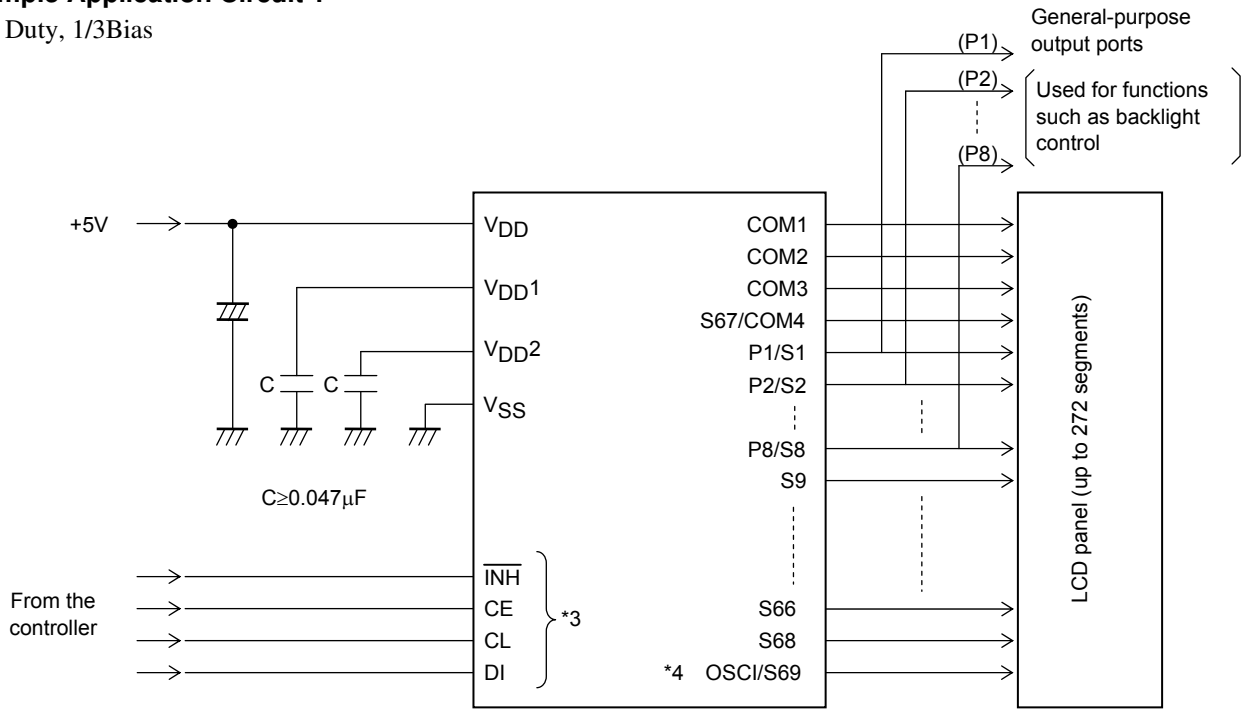 Duty, 1/3Bias
General-purpose
output ports
(P1)
(P2)
Used for functions
such as backlight
control
(P8)
+5V
VDD
VDD1
VDD2
VSS
C
C
C≥0.047μF
COM1
COM2
COM3
S67/COM4
P1/S1
P2/S2
P8/S8
S9
S66
S68
*4 OSCI/S69
LCD panel (up to 272 segments)
From the
controller
INH
CE
CL
DI
*3